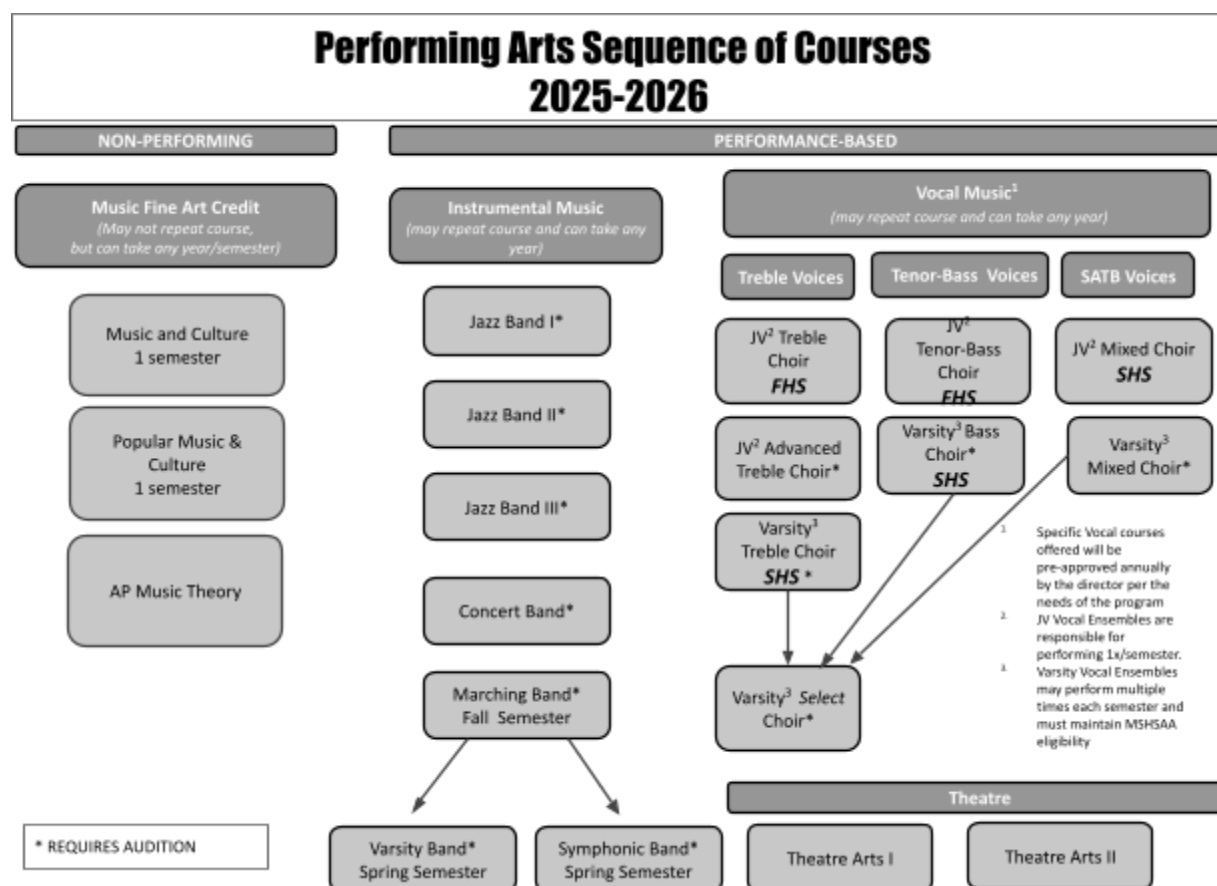 Performing Arts Sequence of Courses
2025-2026
NON-PERFORMING
PERFORMANCE-BASED
Music Fine Art Credit
(May not repeat course,
but can take any year/semester)
Music and Culture
1 semester
Popular Music &
Culture
1 semester
AP Music Theory
Instrumental Music
(may repeat course and can take any
year)
Jazz Band I*
Jazz Band II*
Jazz Band III*
Concert Band*
Marching Band*
Fall Semester
Varsity Band*
Spring Semester
Symphonic Band*
Spring Semester
Vocal Music¹
(may repeat course and can take any year)
Treble Voices
JV² Treble
Choir
FHS
JV² Advanced
Treble Choir*
Varsity³
Treble Choir
SHS *
Tenor-Bass Voices
JV²
Tenor-Bass
Choir
FHS
Varsity³ Bass
Choir*
SHS
SATB Voices
JV² Mixed Choir
SHS
Varsity³
Mixed Choir*
Varsity³ Select
Choir*
1. Specific Vocal courses
offered will be
pre-approved annually
by the director per the
needs of the program
2. JV Vocal Ensembles are
responsible for
performing 1x/semester.
3. Varsity Vocal Ensembles
may perform multiple
times each semester and
must maintain MSHSAA
eligibility
Theatre
Theatre Arts I
Theatre Arts II
* REQUIRES AUDITION